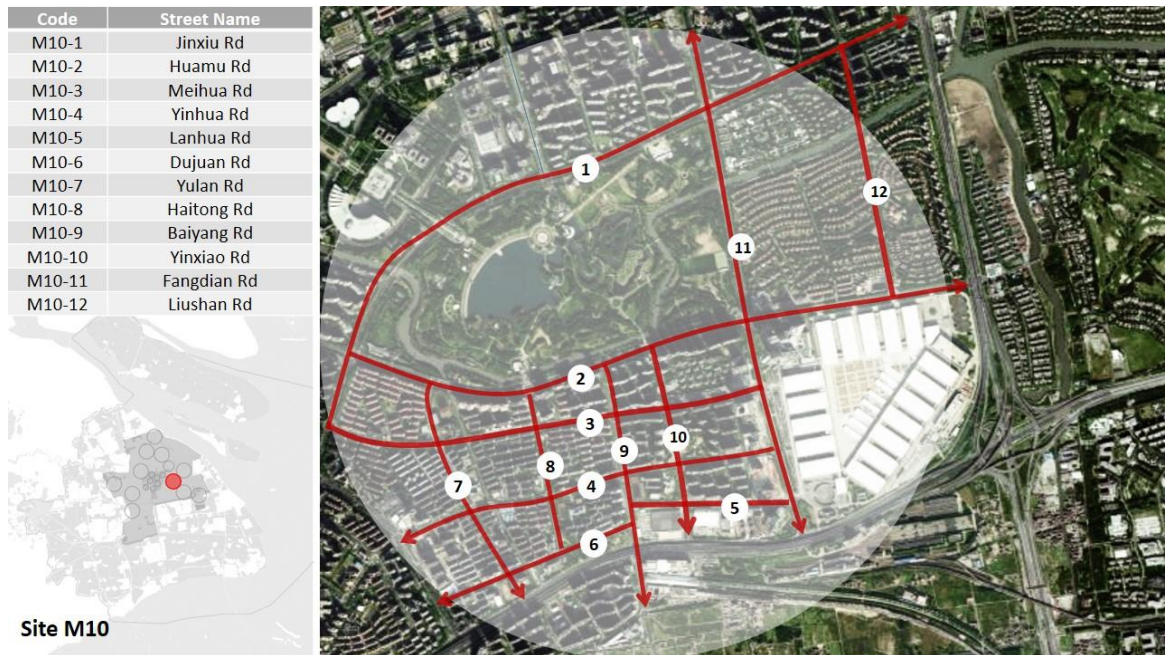 Code Street Name
M10-1 Jinxiu Rd
M10-2 Huamu Rd
M10-3 Meihua Rd
M10-4 Yinhua Rd
M10-5 Lanhua Rd
M10-6 Dujuan Rd
M10-7 Yulan Rd
M10-8 Haitong Rd
M10-9 Baiyang Rd
M10-10 Yinxiao Rd
M10-11 Fangdian Rd
M10-12 Liushan Rd
Site M10
1
12
11
2
3
10
9
8
7
4
5
6